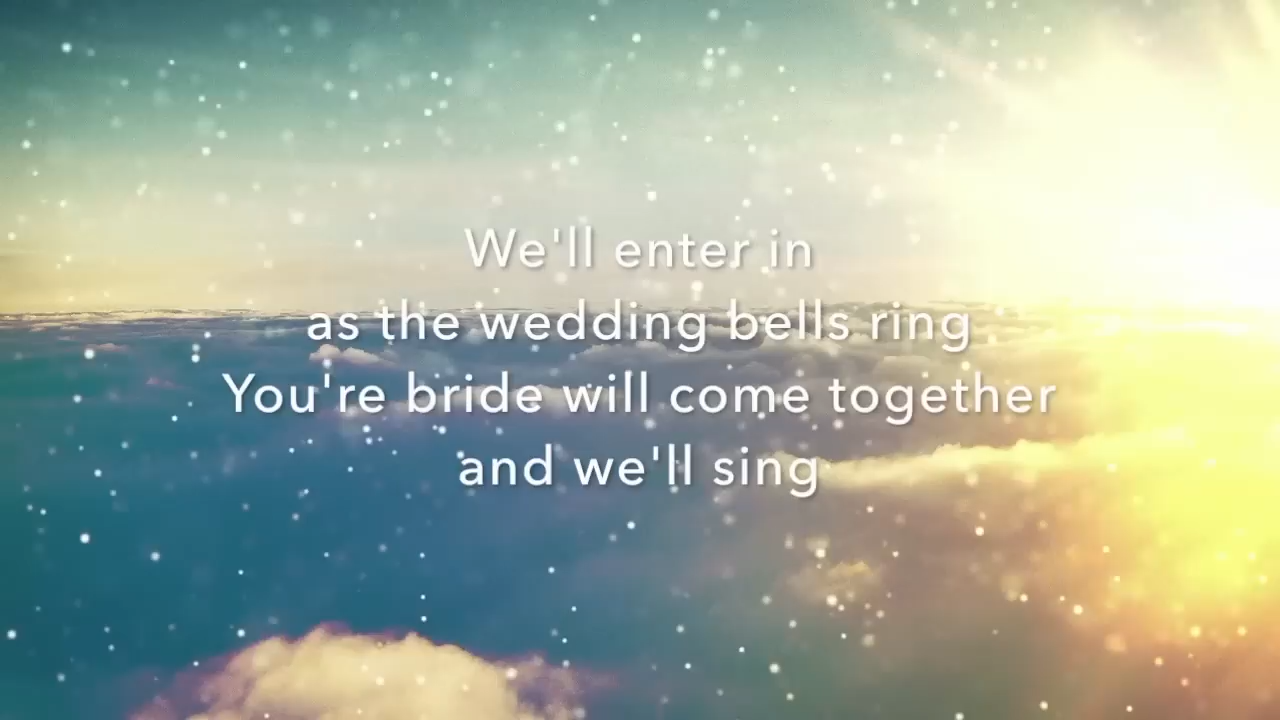 We'll enter in
as the wedding bells ring
You're bride will come together
and we'll sing